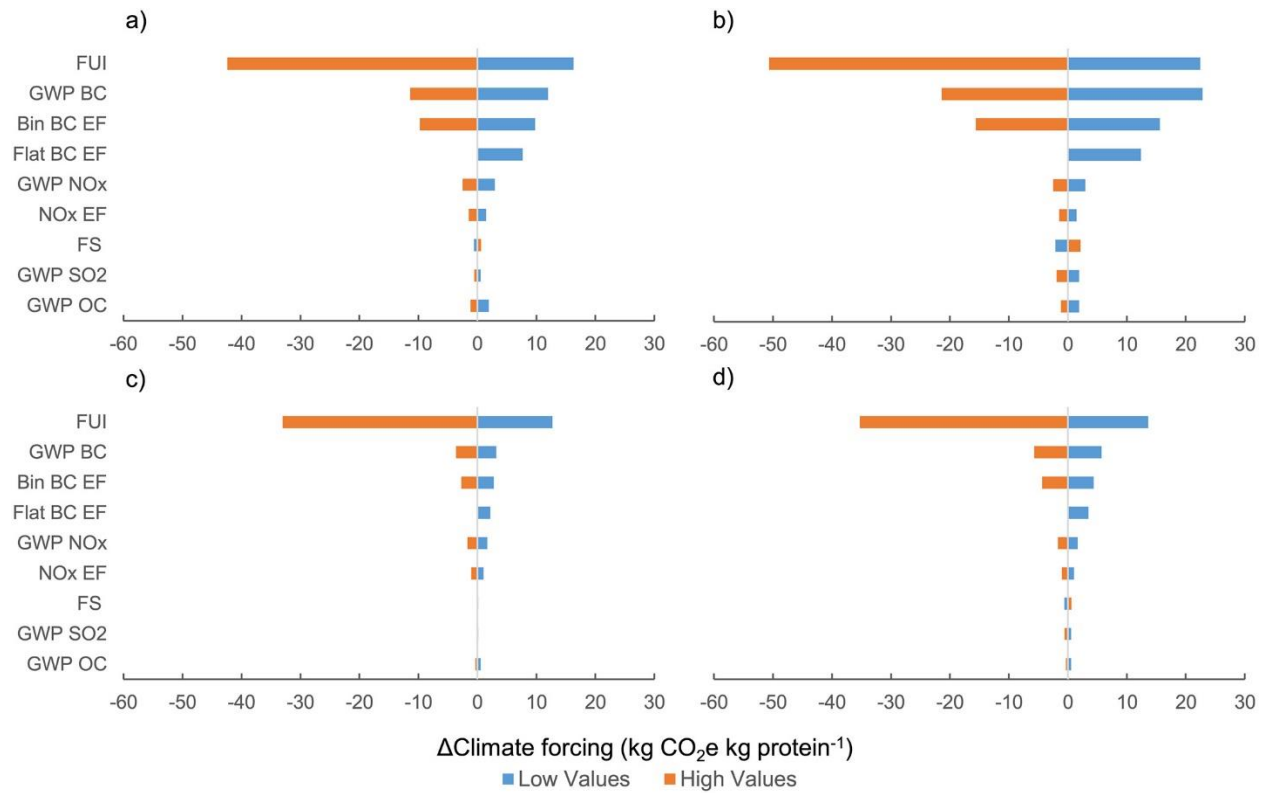 a)
b)
FUI
GWP BC
Bin BC EF
Flat BC EF
GWP NOx
NOx EF
FS
GWP SO2
GWP OC
-60 -50 -40 -30 -20 -10 0 10 20 30
-60 -50 -40 -30 -20 -10 0 10 20 30
c)
d)
FUI
GWP BC
Bin BC EF
Flat BC EF
GWP NOx
NOx EF
FS
GWP SO2
GWP OC
-60 -50 -40 -30 -20 -10 0 10 20 30
-60 -50 -40 -30 -20 -10 0 10 20 30
ΔClimate forcing (kg CO₂e kg protein⁻¹)
Low Values High Values